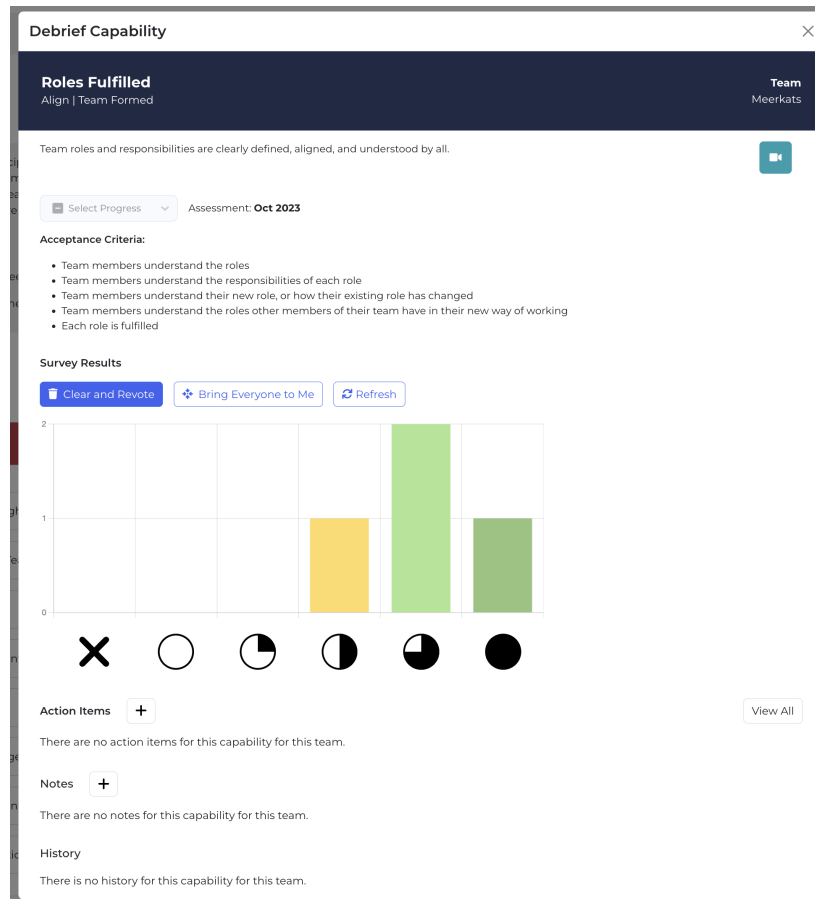 Debrief Capability
Roles Fulfilled
Align | Team Formed
Team
Meerkats
Team roles and responsibilities are clearly defined, aligned, and understood by all.
Select Progress
Assessment: Oct 2023
Acceptance Criteria:
• Team members understand the roles
• Team members understand the responsibilities of each role
• Team members understand their new role, or how their existing role has changed
• Team members understand the roles other members of their team have in their new way of working
• Each role is fulfilled
Survey Results
Clear and Revote
Bring Everyone to Me
Refresh
2
1
0
Action Items
View All
There are no action items for this capability for this team.
Notes
There are no notes for this capability for this team.
History
There is no history for this capability for this team.